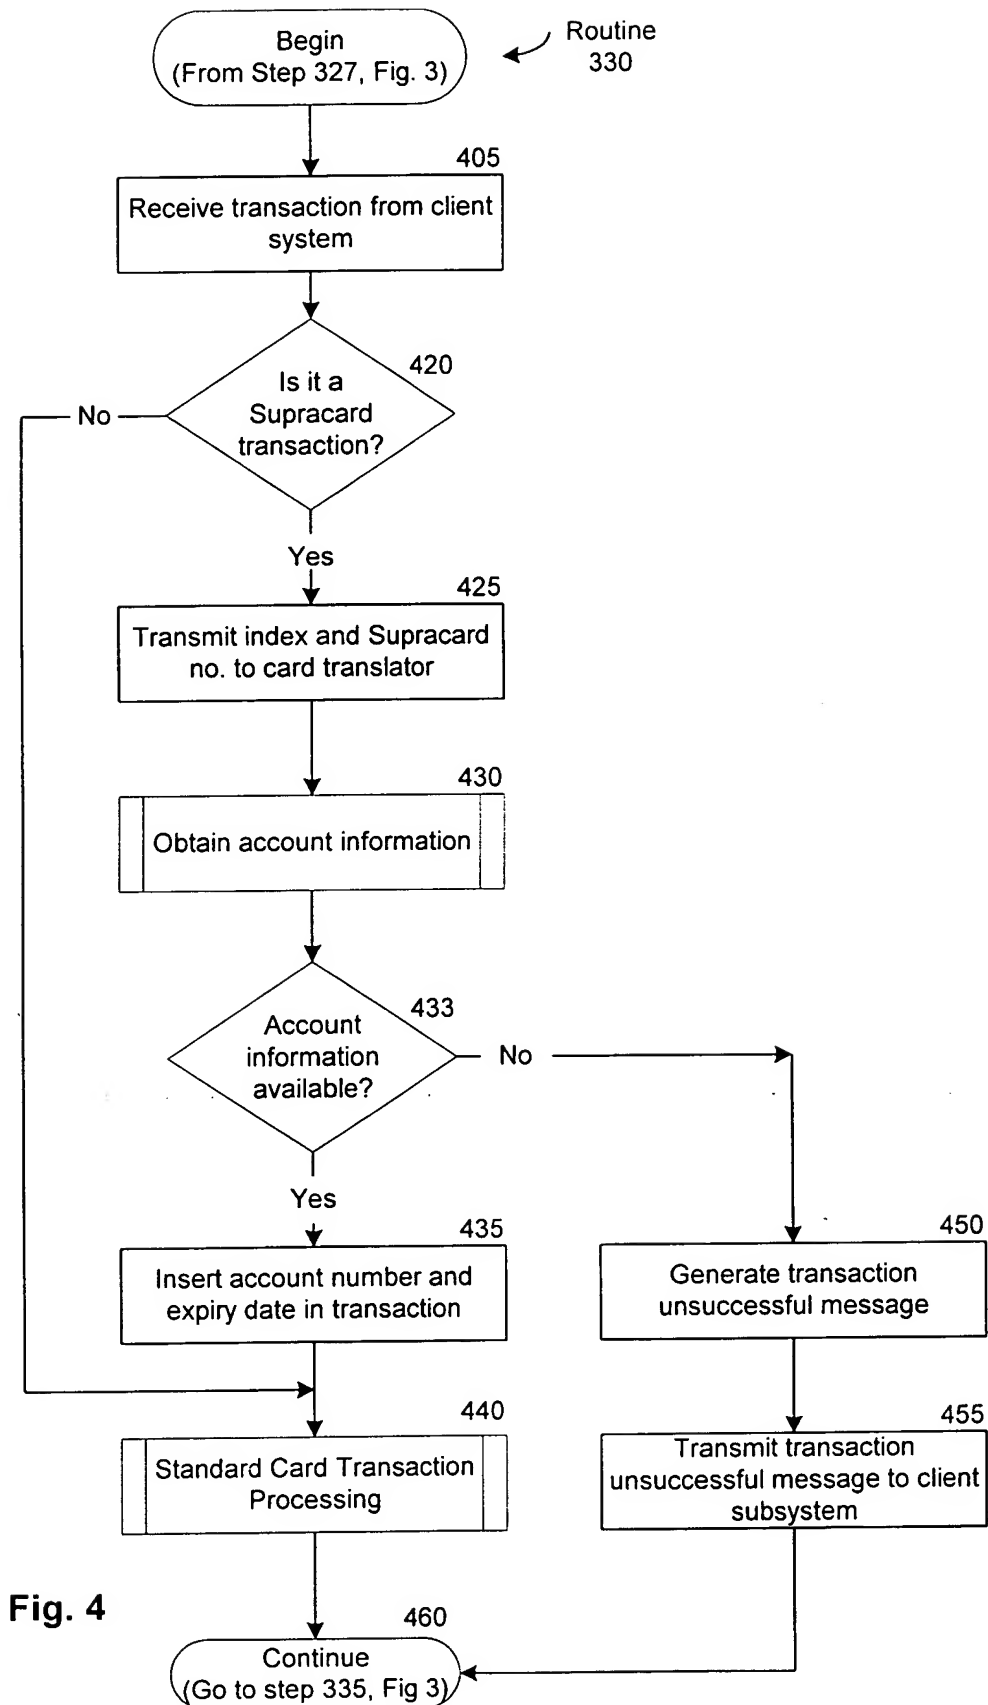 Begin
(From Step 327, Fig. 3)
Routine
330
405
Receive transaction from client
system
420
Is it a
Supracard
transaction?
No
Yes
425
Transmit index and Supracard
no. to card translator
430
Obtain account information
433
Account
information
available?
No
Yes
435
Insert account number and
expiry date in transaction
450
Generate transaction
unsuccessful message
440
Standard Card Transaction
Processing
455
Transmit transaction
unsuccessful message to client
subsystem
Fig. 4
460
Continue
(Go to step 335, Fig 3)